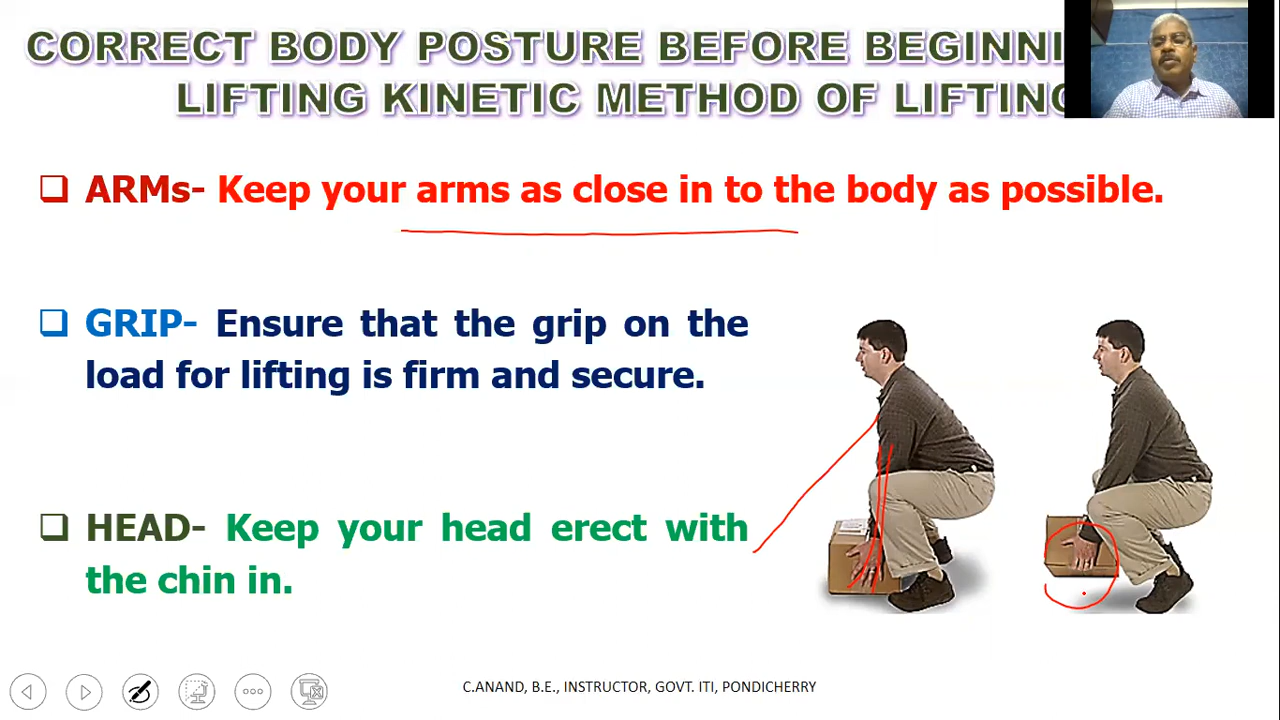 CORRECT BODY POSTURE BEFORE BEGINNI
LIFTING KINETIC METHOD OF LIFTING
ARMs- Keep your arms as close in to the body as possible.
GRIP- Ensure that the grip on the
load for lifting is firm and secure.
HEAD- Keep your head erect with
the chin in.
C.ANAND, B.E., INSTRUCTOR, GOVT. ITI, PONDICHERRY